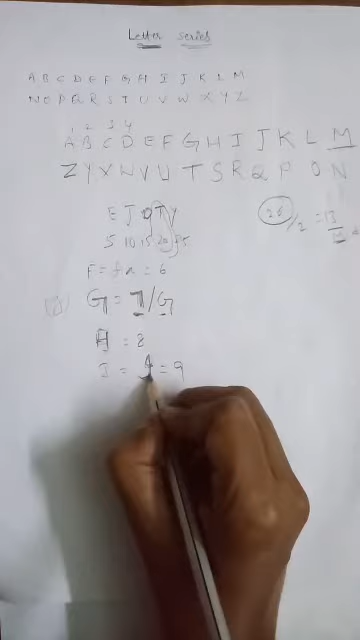 Letter series
A B C D E F G H I J K L M
N O P Q R S T U V W X Y Z
1 2 3 4
A B C D E F G H I J K L M
Z Y X W V U T S R Q P O N
26/2 = 13
E J O T Y
5 10 15 20 25
F = = 6
G = 7/G
H = 8
I = = 9